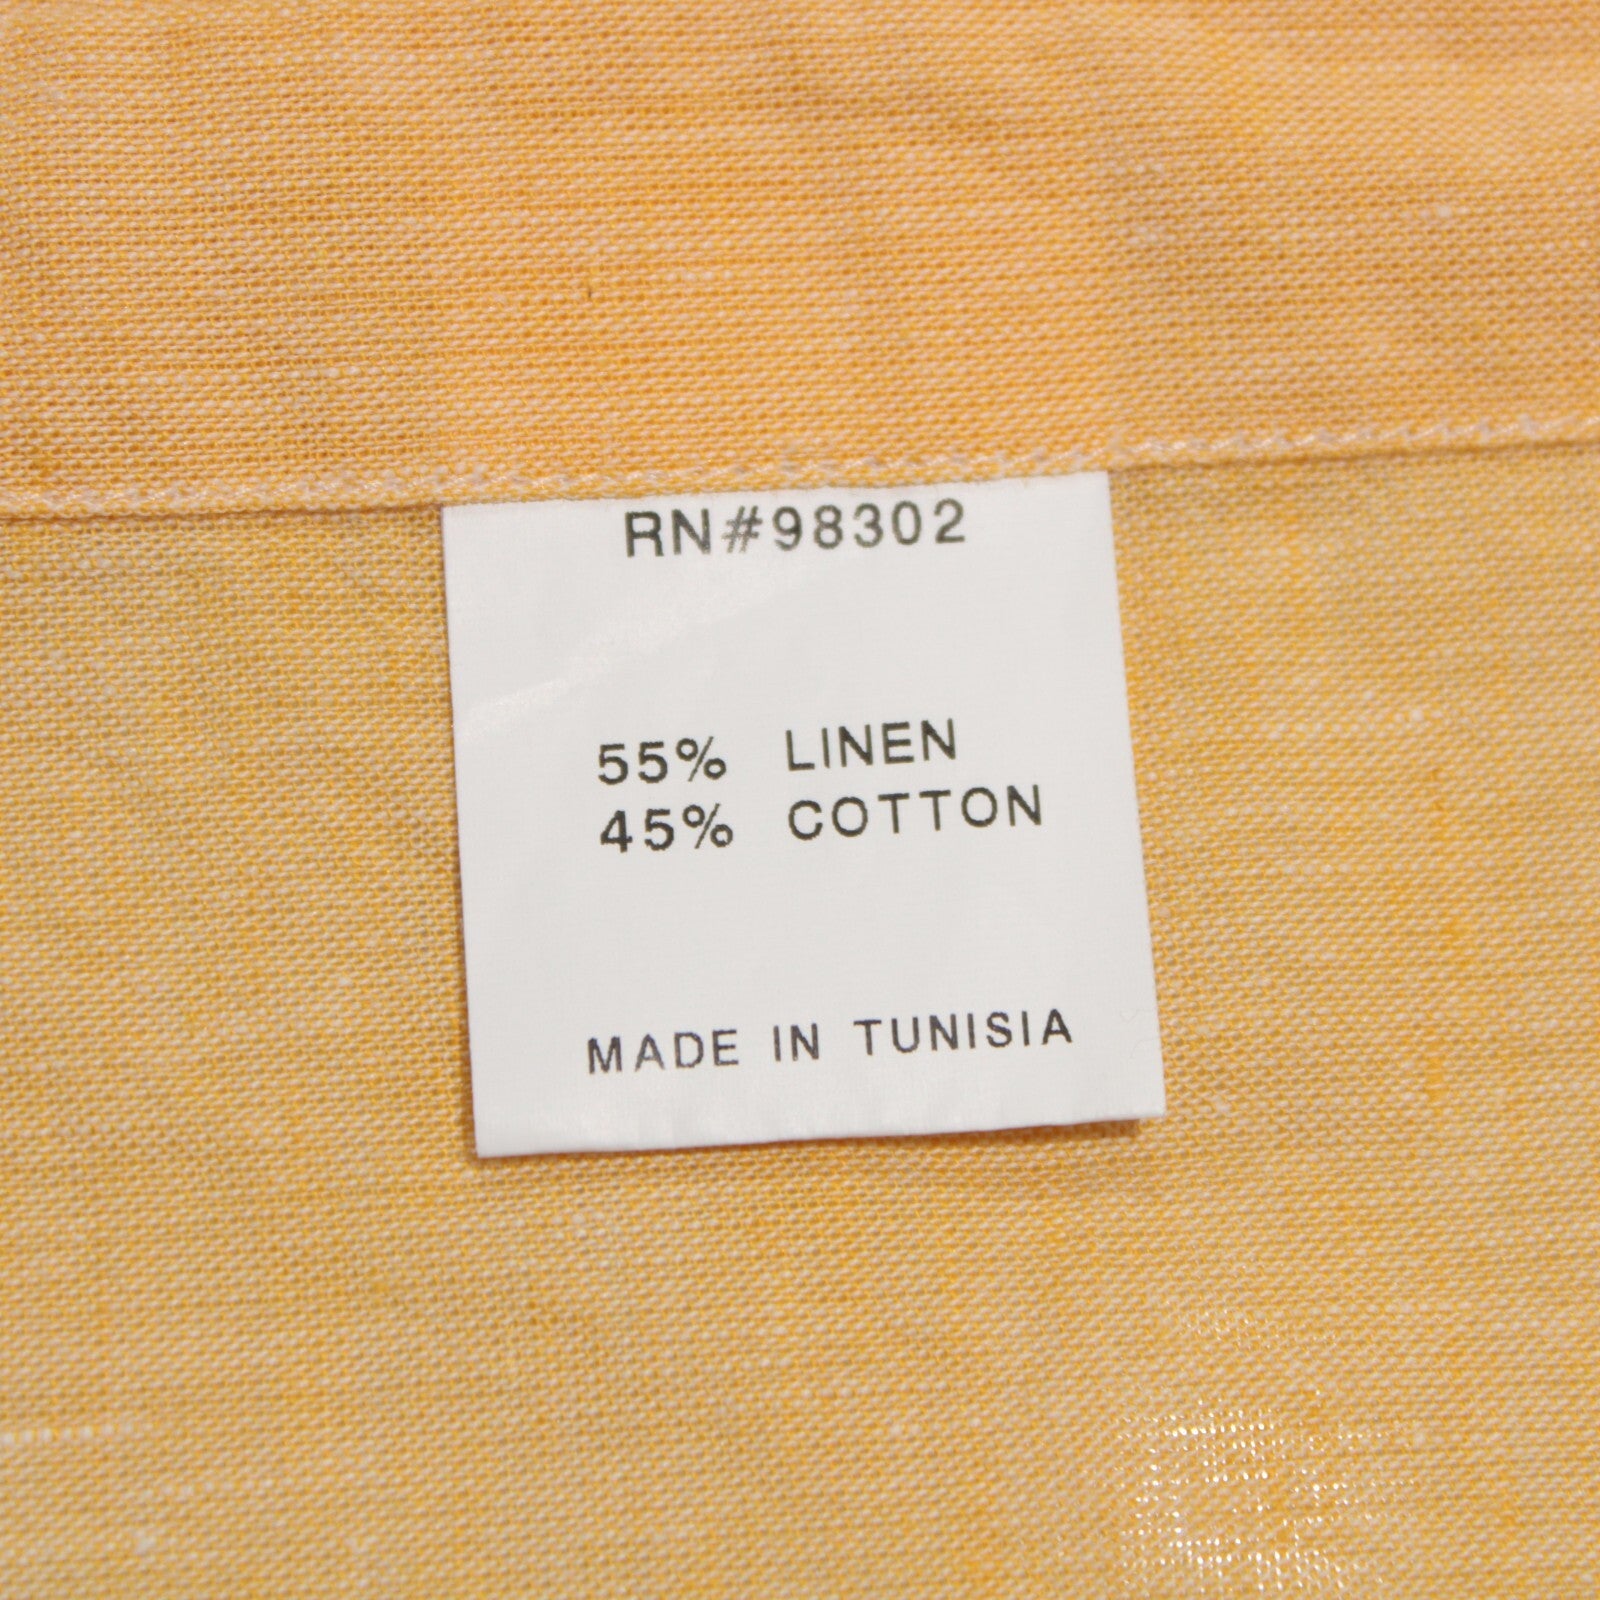 RN#98302
55% LINEN
45% COTTON
MADE IN TUNISIA